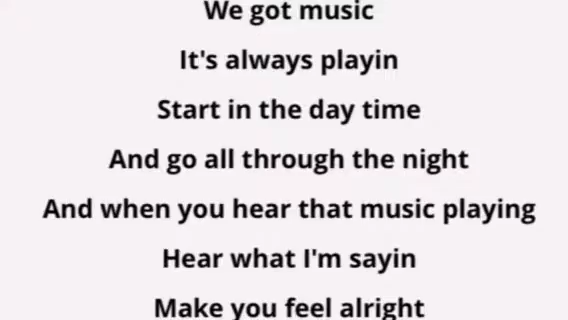 We got music
It's always playin
Start in the day time
And go all through the night
And when you hear that music playing
Hear what I'm sayin
Make you feel alright